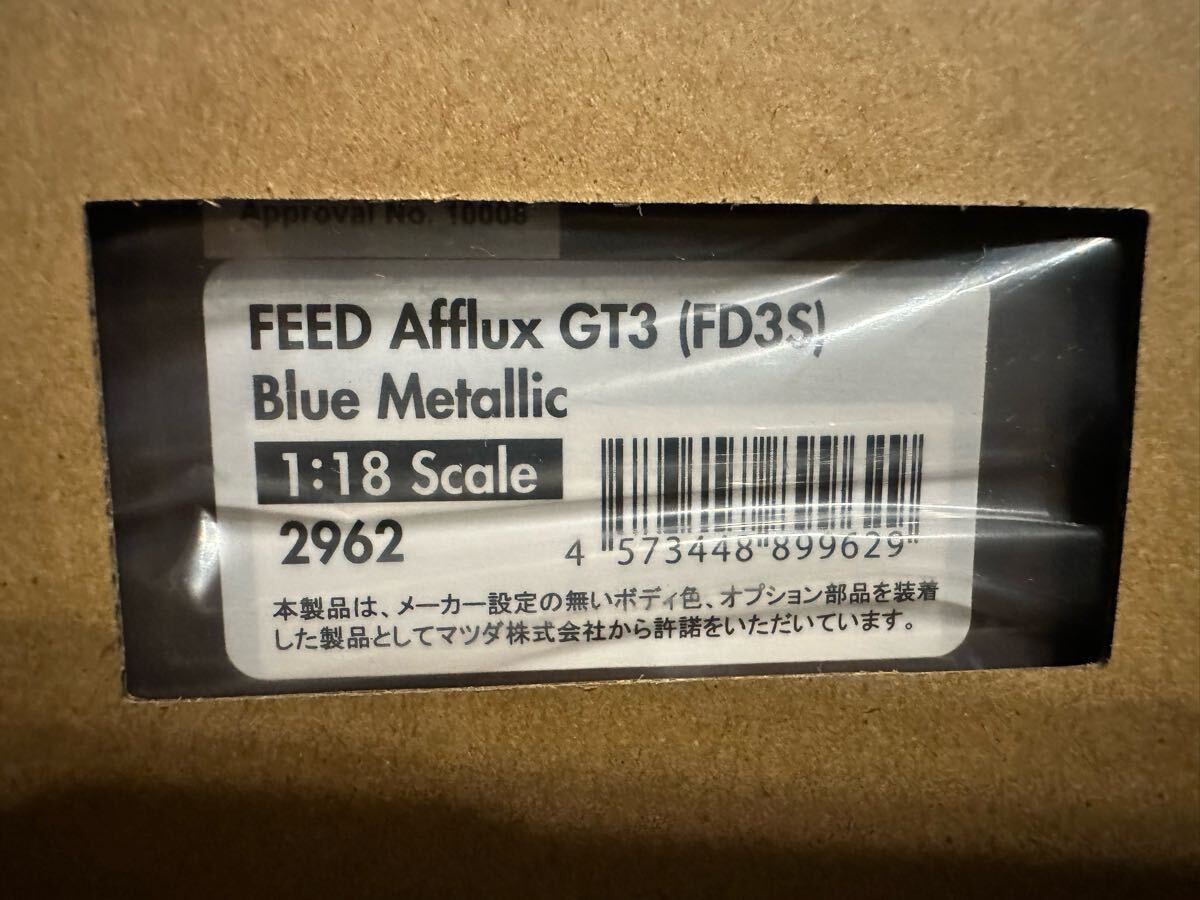 Approval No. 10008
FEED Afflux GT3 (FD3S)
Blue Metallic
1:18 Scale
2962
4 573448 899629
本製品は、メーカー設定の無いボディ色、オプション部品を装着
した製品としてマツダ株式会社から許諾をいただいています。